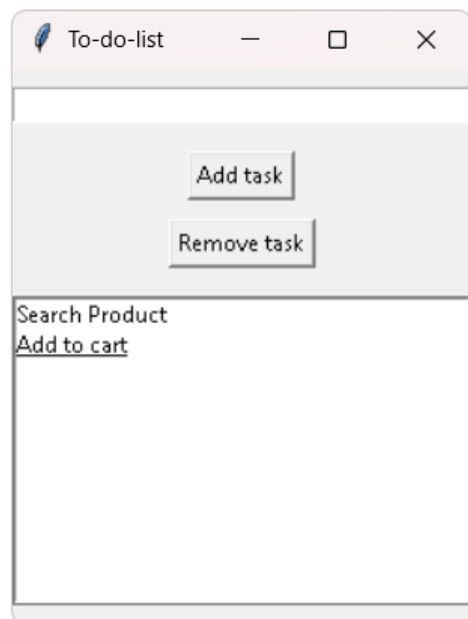 To-do-list
Add task
Remove task
Search Product
Add to cart